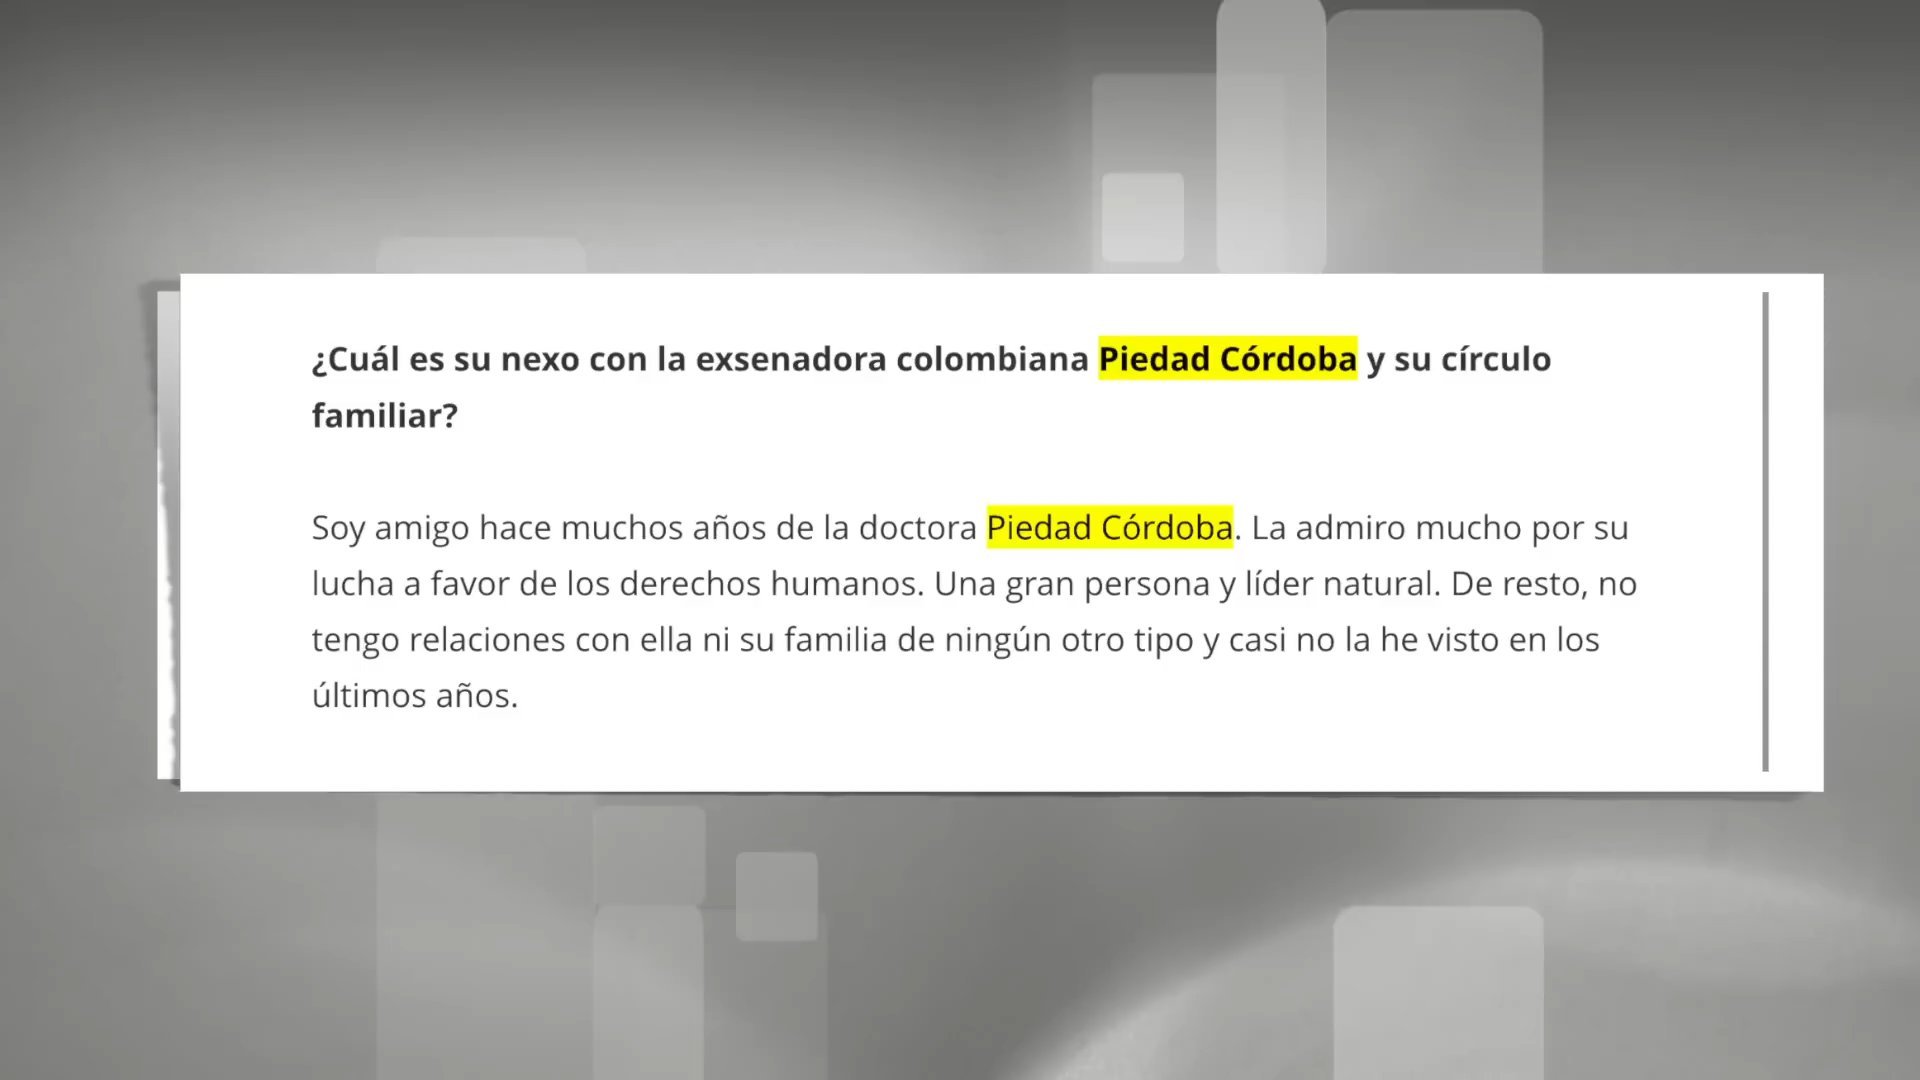 ¿Cuál es su nexo con la exsenadora colombiana Piedad Córdoba y su círculo
familiar?
Soy amigo hace muchos años de la doctora Piedad Córdoba. La admiro mucho por su
lucha a favor de los derechos humanos. Una gran persona y líder natural. De resto, no
tengo relaciones con ella ni su familia de ningún otro tipo y casi no la he visto en los
últimos años.